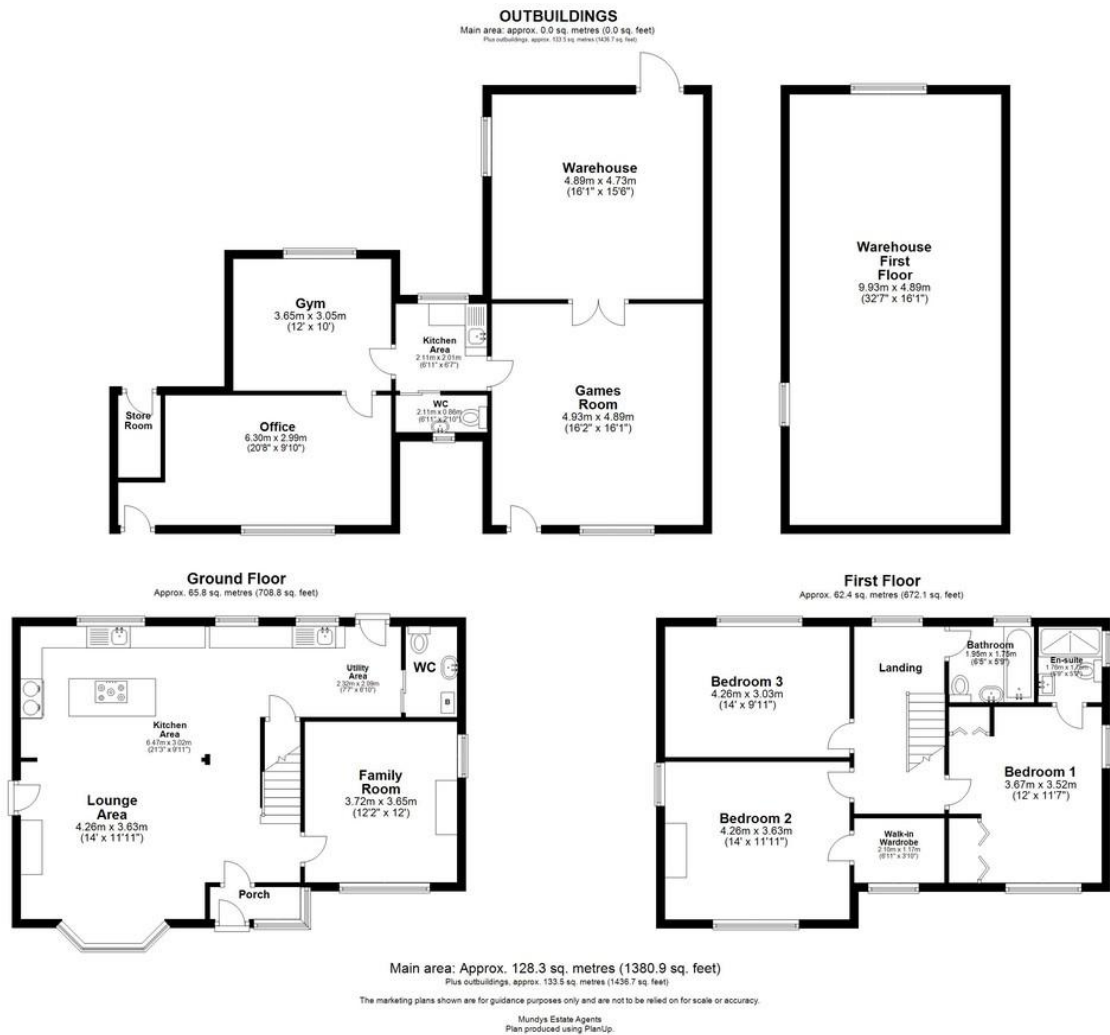 OUTBUILDINGS
Main area: approx. 0.0 sq. metres (0.0 sq. feet)
Plus outbuildings, approx. 133.5 sq. metres (1436.7 sq. feet)
Warehouse
4.89m x 4.73m
(16'1" x 15'6")
Warehouse
First
Floor
9.93m x 4.89m
(32'7" x 16'1")
Gym
3.65m x 3.05m
(12' x 10')
Kitchen
Area
2.11m x 2.01m
(6'11" x 6'7")
Games
Room
4.93m x 4.89m
(16'2" x 16'1")
WC
2.11m x 0.86m
(6'11" x 2'10")
Store
Room
Office
6.30m x 2.99m
(20'8" x 9'10")
Ground Floor
Approx. 65.8 sq. metres (708.8 sq. feet)
Utility
Area
2.32m x 2.09m
(7'7" x 6'10")
WC
B
Kitchen
Area
6.47m x 3.02m
(21'3" x 9'11")
Lounge
Area
4.26m x 3.63m
(14' x 11'11")
Family
Room
3.72m x 3.65m
(12'2" x 12')
Porch
First Floor
Approx. 62.4 sq. metres (672.1 sq. feet)
Bedroom 3
4.26m x 3.03m
(14' x 9'11")
Landing
Bathroom
1.95m x 1.75m
(6'5" x 5'9")
En-suite
Bedroom 1
3.67m x 3.52m
(12' x 11'7")
Bedroom 2
4.26m x 3.63m
(14' x 11'11")
Walk-in
Wardrobe
2.10m x 1.17m
(6'11" x 3'10")
Main area: Approx. 128.3 sq. metres (1380.9 sq. feet)
Plus outbuildings, approx. 133.5 sq. metres (1436.7 sq. feet)
The marketing plans shown are for guidance purposes only and are not to be relied on for scale or accuracy.
Mundys Estate Agents
Plan produced using PlanUp.